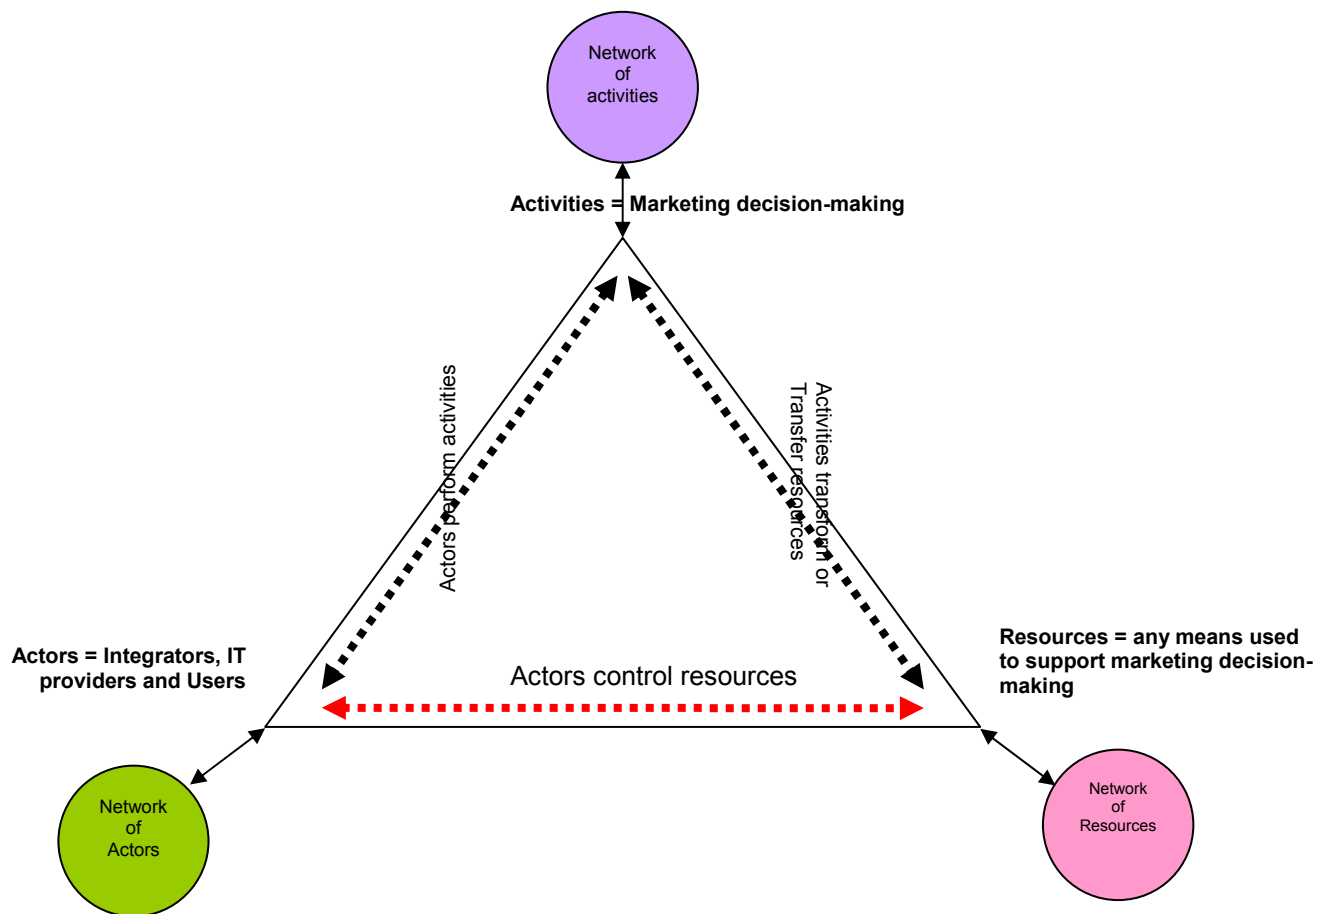 Network
of
activities
Activities = Marketing decision-making
Actors perform activities
Activities transform or
Transfer resources
Actors = Integrators, IT
providers and Users
Resources = any means used
to support marketing decision-
making
Actors control resources
Network
of
Actors
Network
of
Resources